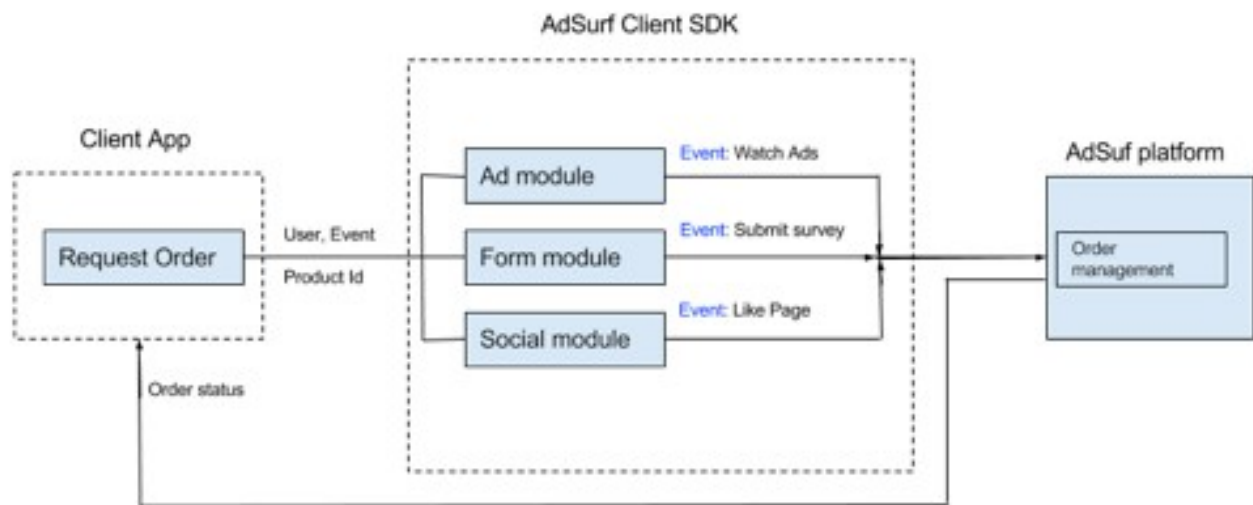 AdSurf Client SDK
Client App
AdSuf platform
Request Order
User, Event
Product Id
Ad module
Form module
Social module
Event: Watch Ads
Event: Submit survey
Event: Like Page
Order
management
Order status